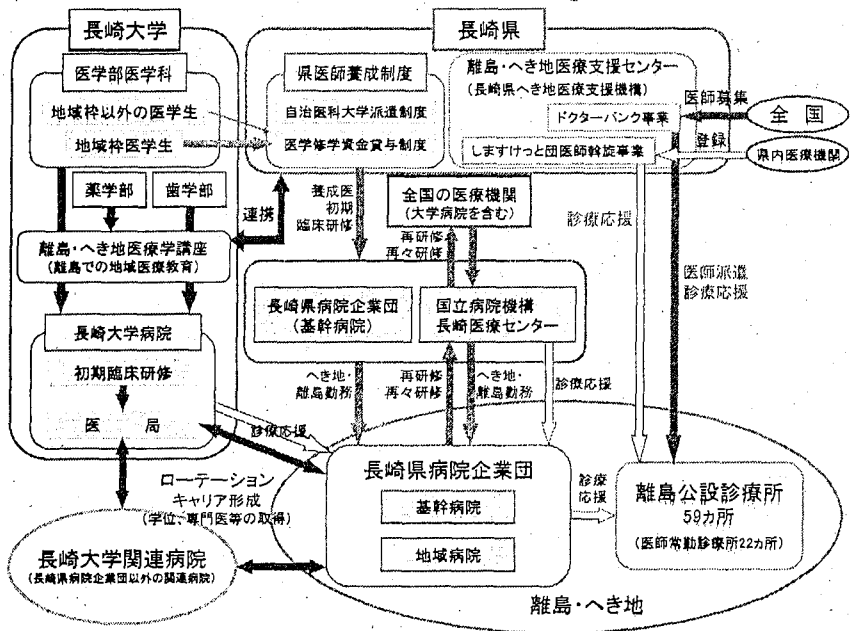 長崎大学
医学部医学科
地域枠以外の医学生
地域枠医学生
薬学部
歯学部
離島・へき地医療学講座
(離島での地域医療教育)
長崎大学病院
初期臨床研修
医 局
長崎大学関連病院
(長崎県病院企業団以外の関連病院)
長崎県
県医師養成制度
自治医科大学派遣制度
医学修学資金貸与制度
離島・へき地医療支援センター
(長崎県へき地医療支援機構)
ドクターバンク事業
しますけっと団医師斡旋事業
医師募集
全 国
登録
県内医療機関
連携
養成医
初期
臨床研修
全国の医療機関
(大学病院を含む)
再研修
再々研修
診療応援
医師派遣
診療応援
長崎県病院企業団
(基幹病院)
国立病院機構
長崎医療センター
へき地・
離島勤務
再研修
再々研修
へき地・
離島勤務
診療応援
診療応援
ローテーション
キャリア形成
(学位、専門医等の取得)
長崎県病院企業団
基幹病院
地域病院
診療
応援
離島公設診療所
59カ所
(医師常勤診療所22カ所)
離島・へき地